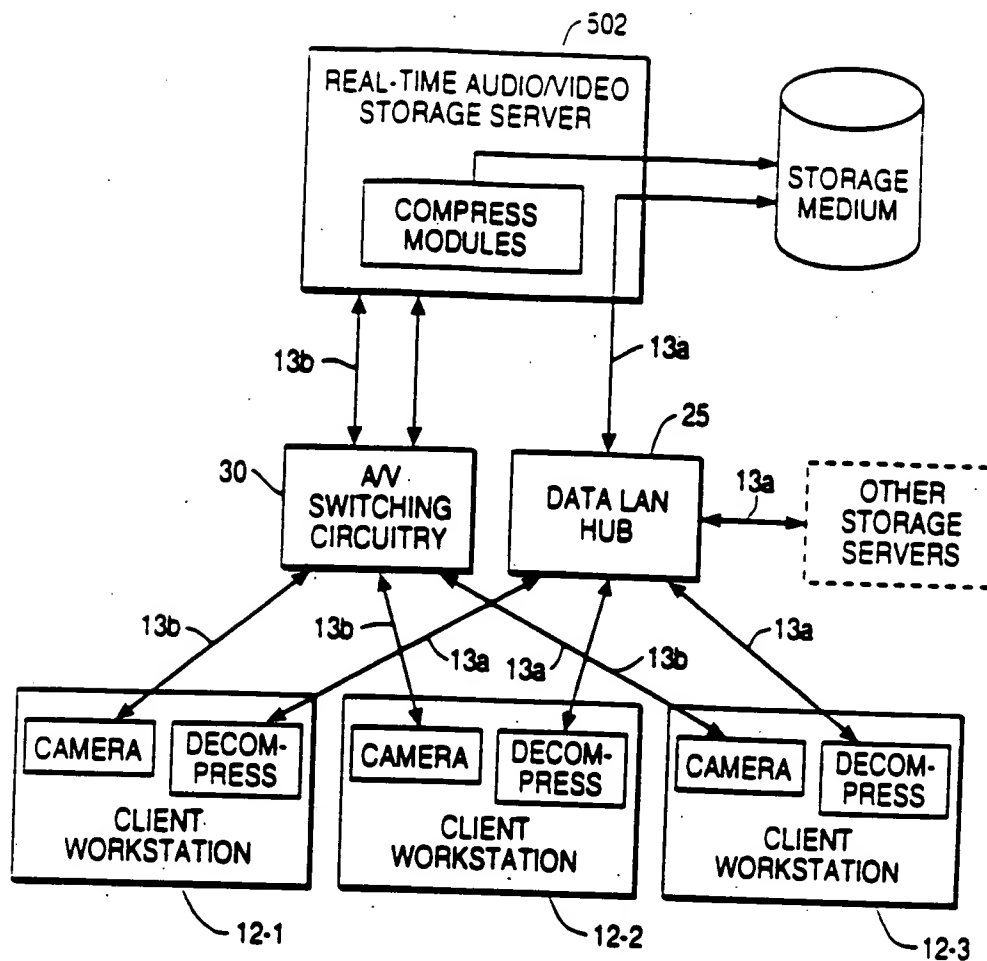 502
REAL-TIME AUDIO/VIDEO
STORAGE SERVER
COMPRESS
MODULES
STORAGE
MEDIUM
13b
13a
25
30
A/V
SWITCHING
CIRCUITRY
DATA LAN
HUB
13a
OTHER
STORAGE
SERVERS
13b
13b
13a
13a
13b
13a
CAMERA
DECOM-
PRESS
CLIENT
WORKSTATION
CAMERA
DECOM-
PRESS
CLIENT
WORKSTATION
CAMERA
DECOM-
PRESS
CLIENT
WORKSTATION
12-1
12-2
12-3